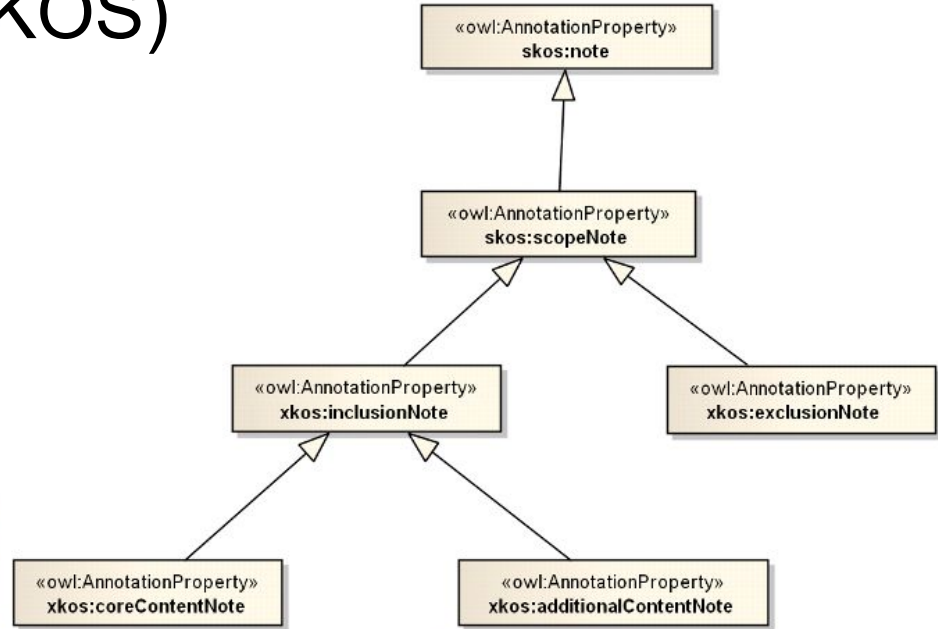 KOS)
«owl:AnnotationProperty»
skos:note
«owl:AnnotationProperty»
skos:scopeNote
«owl:AnnotationProperty»
xkos:inclusionNote
«owl:AnnotationProperty»
xkos:exclusionNote
«owl:AnnotationProperty»
xkos:coreContentNote
«owl:AnnotationProperty»
xkos:additionalContentNote